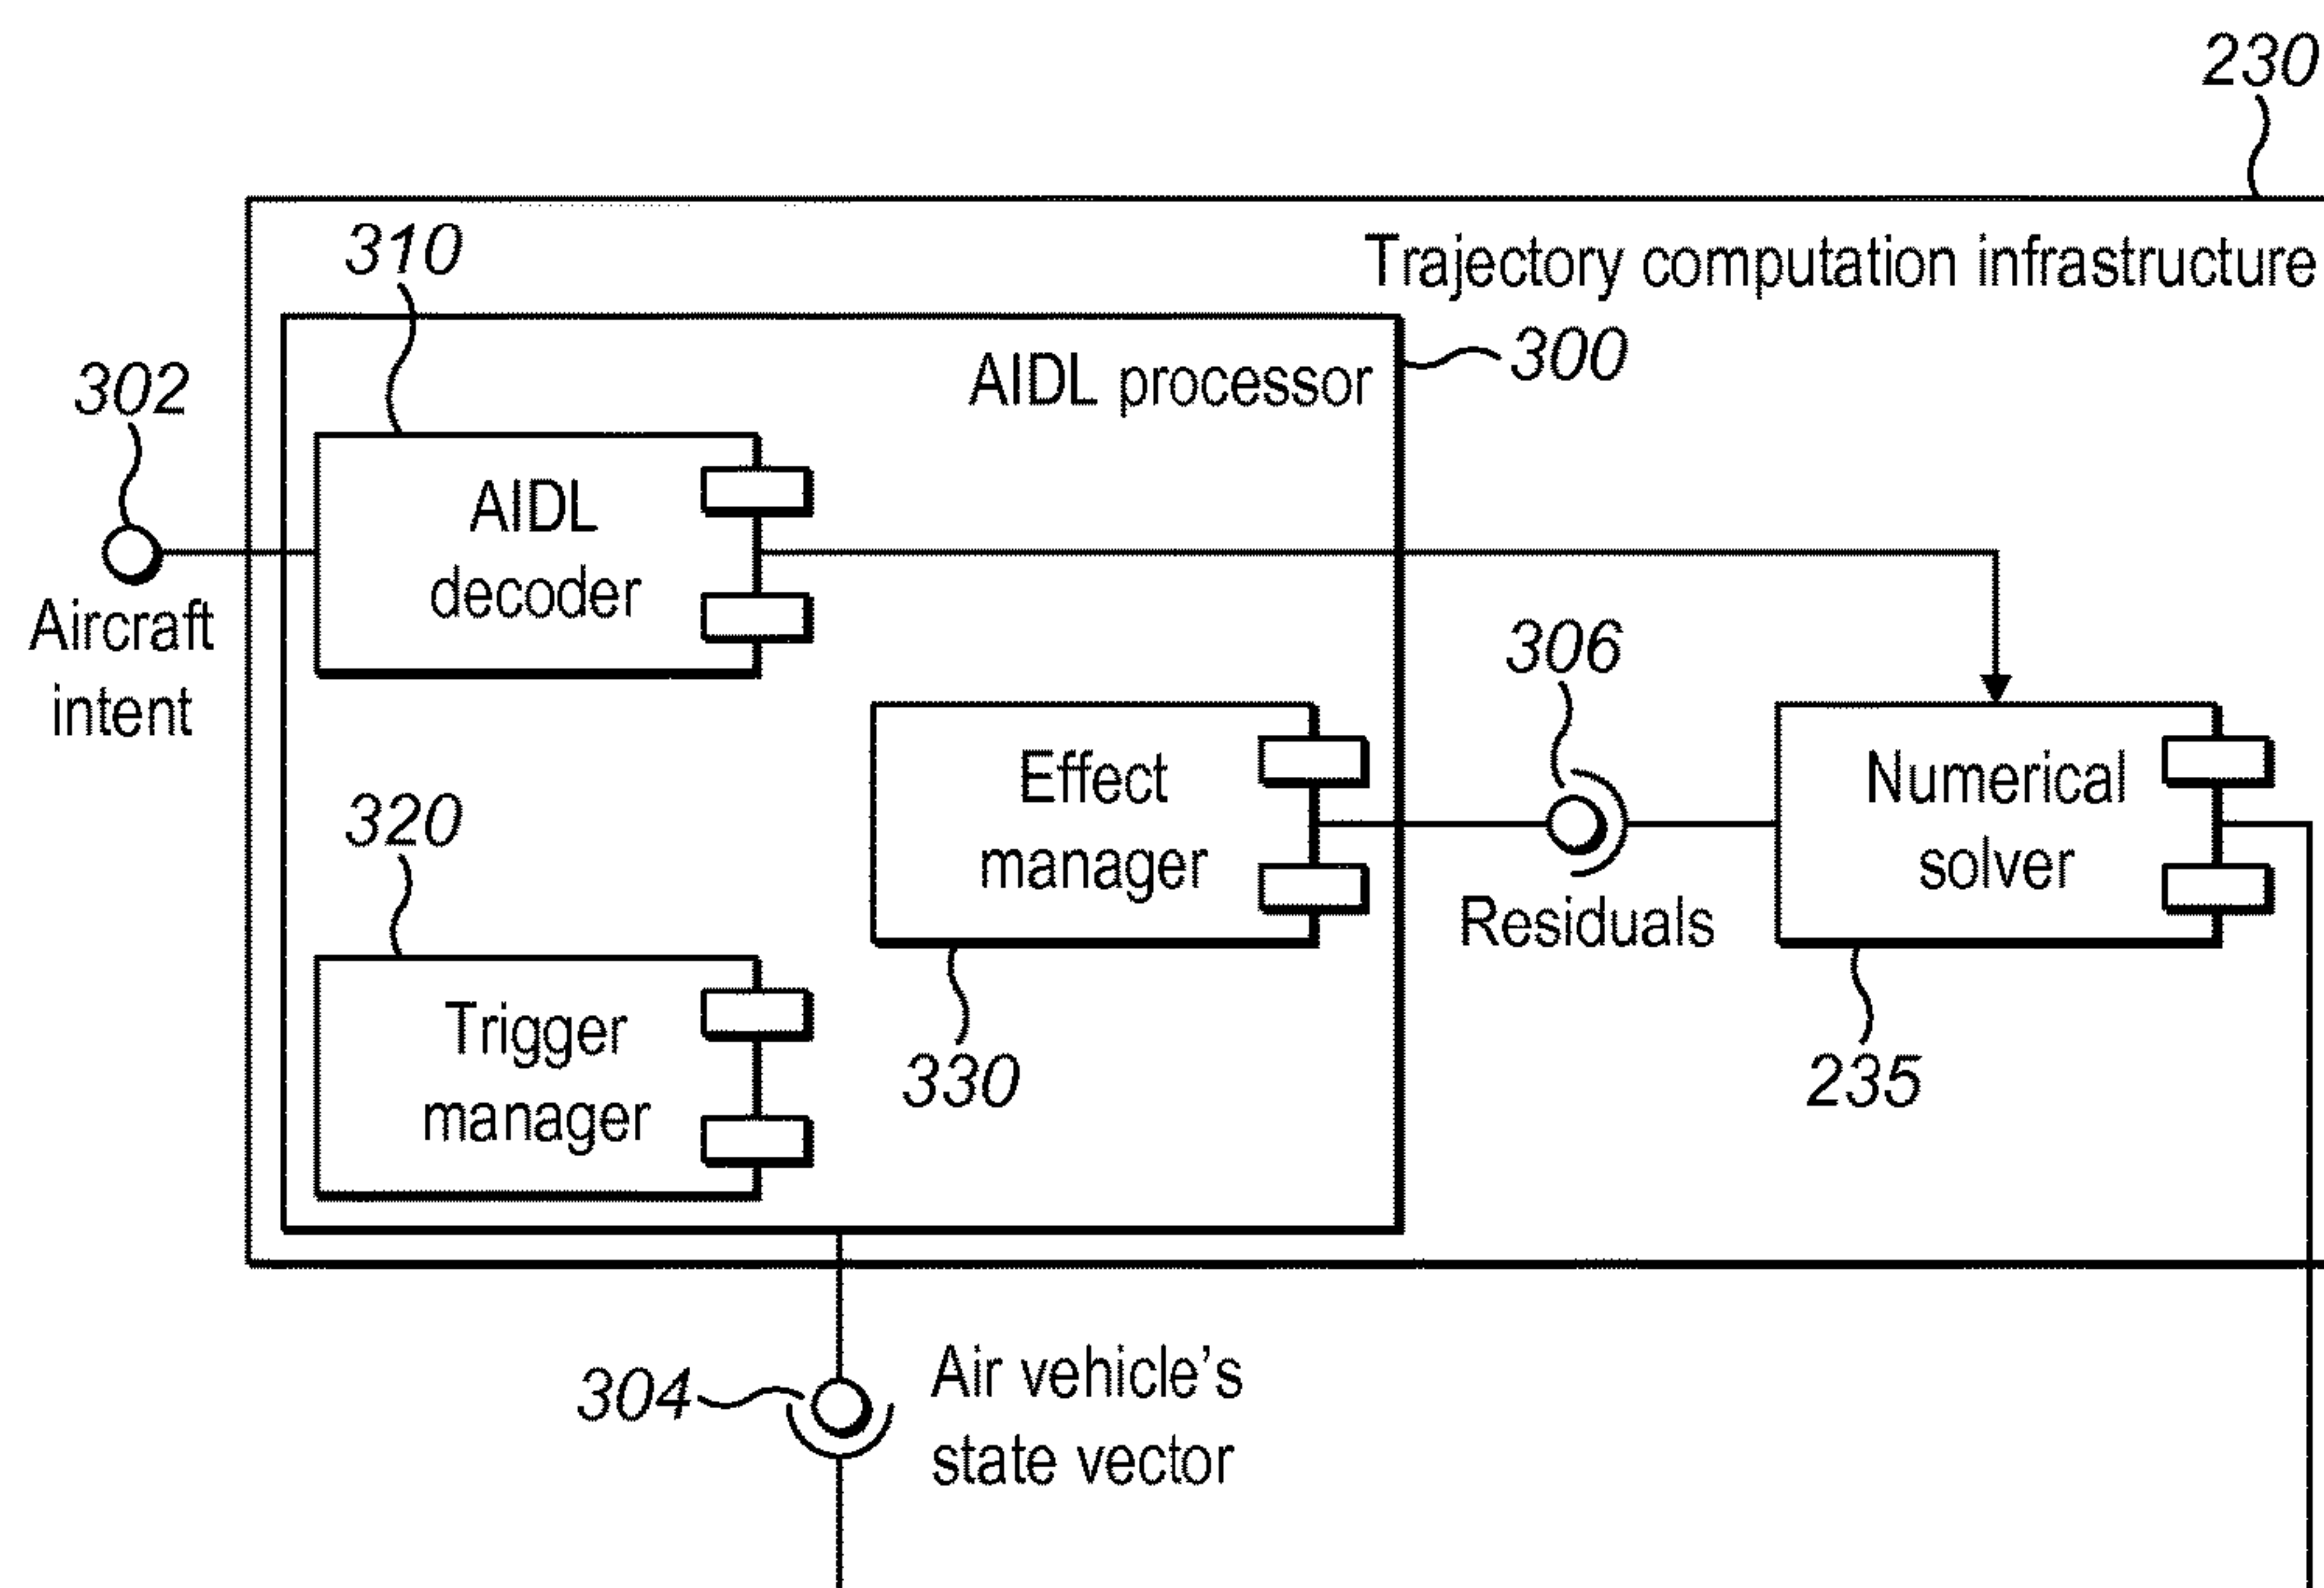 230
Trajectory computation infrastructure
310
AIDL processor
300
302
AIDL
decoder
Aircraft
intent
306
Effect
manager
Numerical
solver
320
Residuals
Trigger
manager
330
235
304
Air vehicle's
state vector